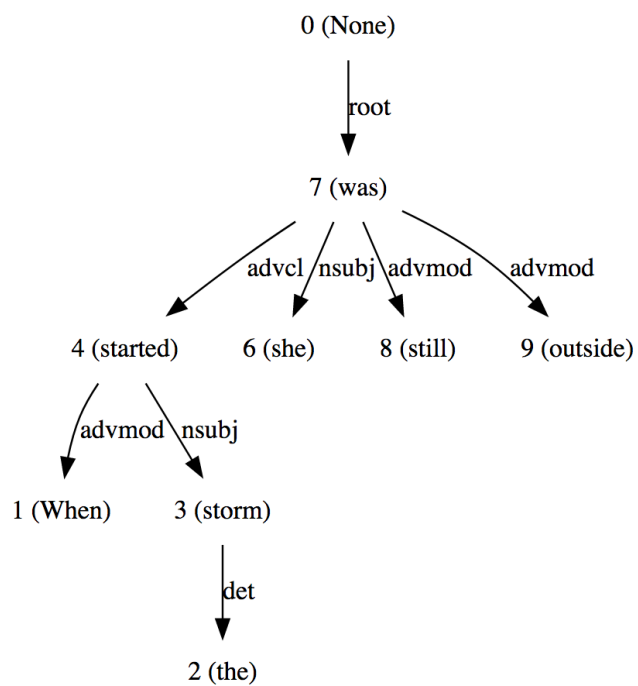 0 (None)
root
7 (was)
advcl nsubj advmod advmod
4 (started) 6 (she) 8 (still) 9 (outside)
advmod nsubj
1 (When) 3 (storm)
det
2 (the)